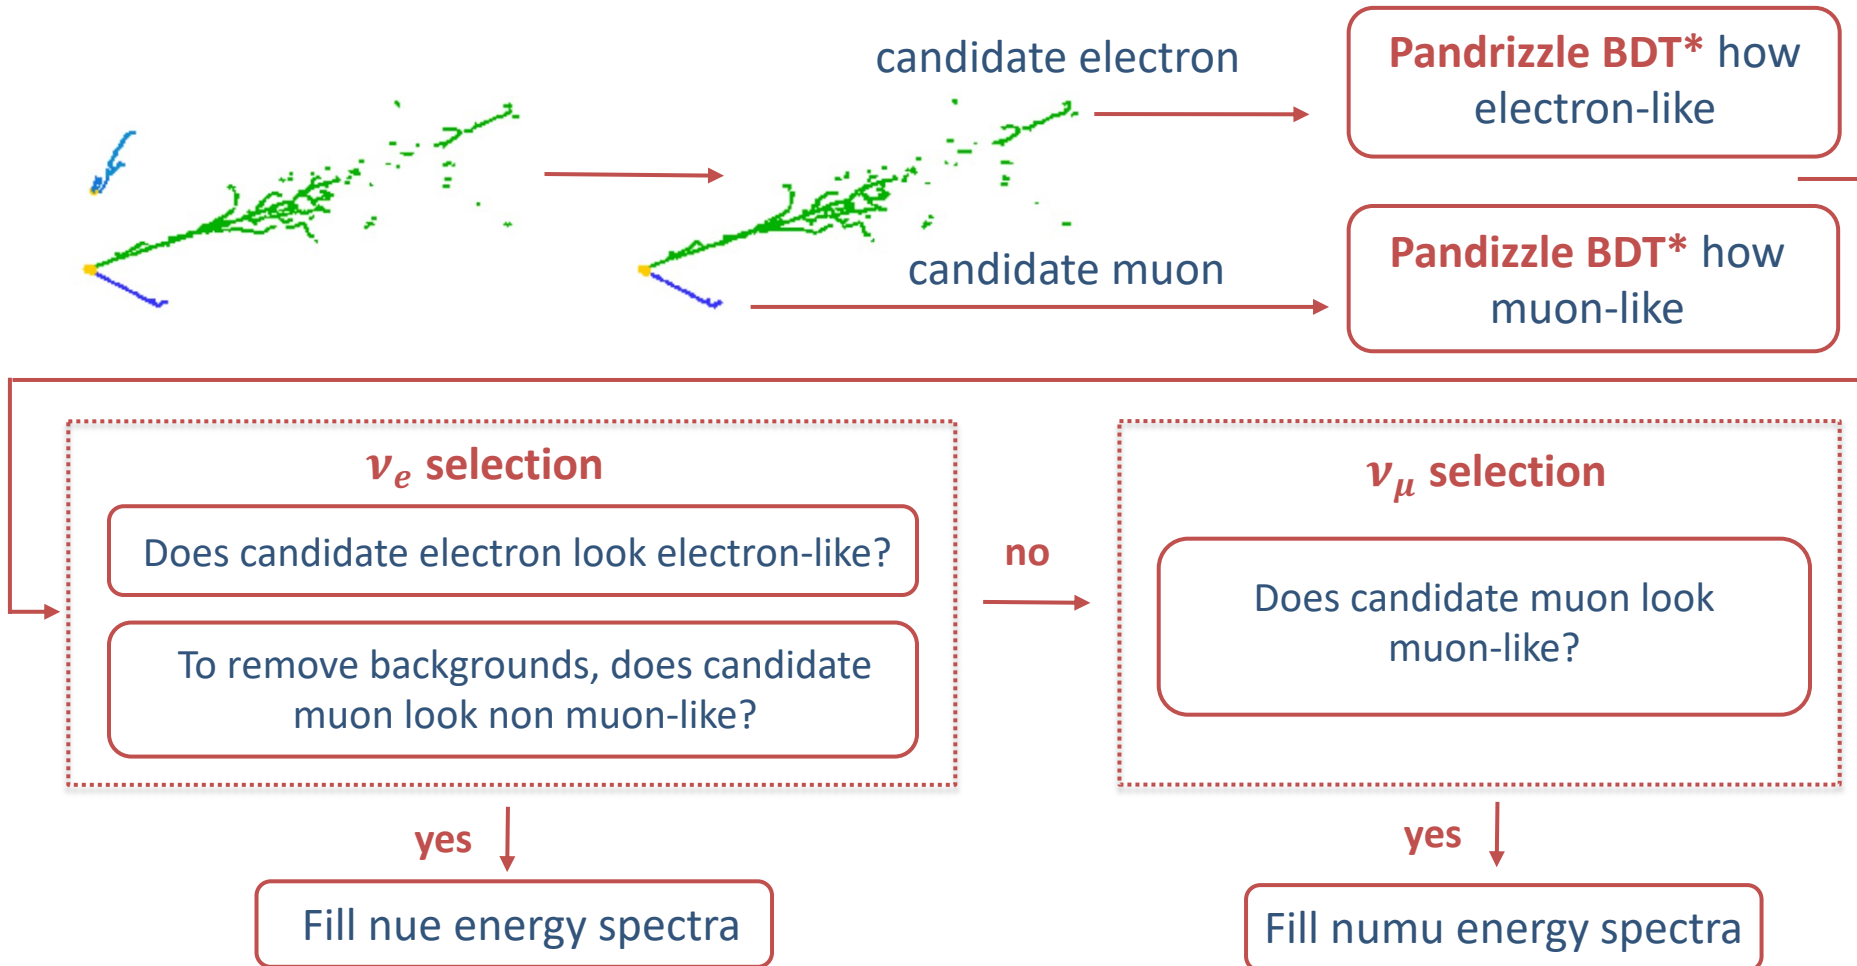 candidate electron
Pandrizzle BDT* how
electron-like
candidate muon
Pandizzle BDT* how
muon-like
νe selection
Does candidate electron look electron-like?
To remove backgrounds, does candidate
muon look non muon-like?
no
νμ selection
Does candidate muon look
muon-like?
yes
yes
Fill nue energy spectra
Fill numu energy spectra